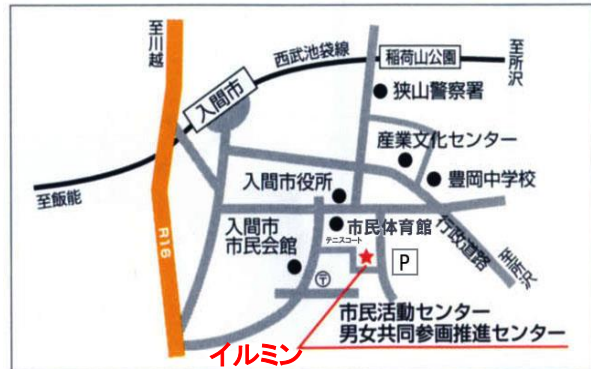 至川越
西武池袋線
稲荷山公園
至所沢
入間市
狭山警察署
産業文化センター
豊岡中学校
至飯能
入間市役所
R16
入間市
市民会館
市民体育館
テニスコート
行政道路
至所沢
〒
P
市民活動センター
男女共同参画推進センター
イルミン